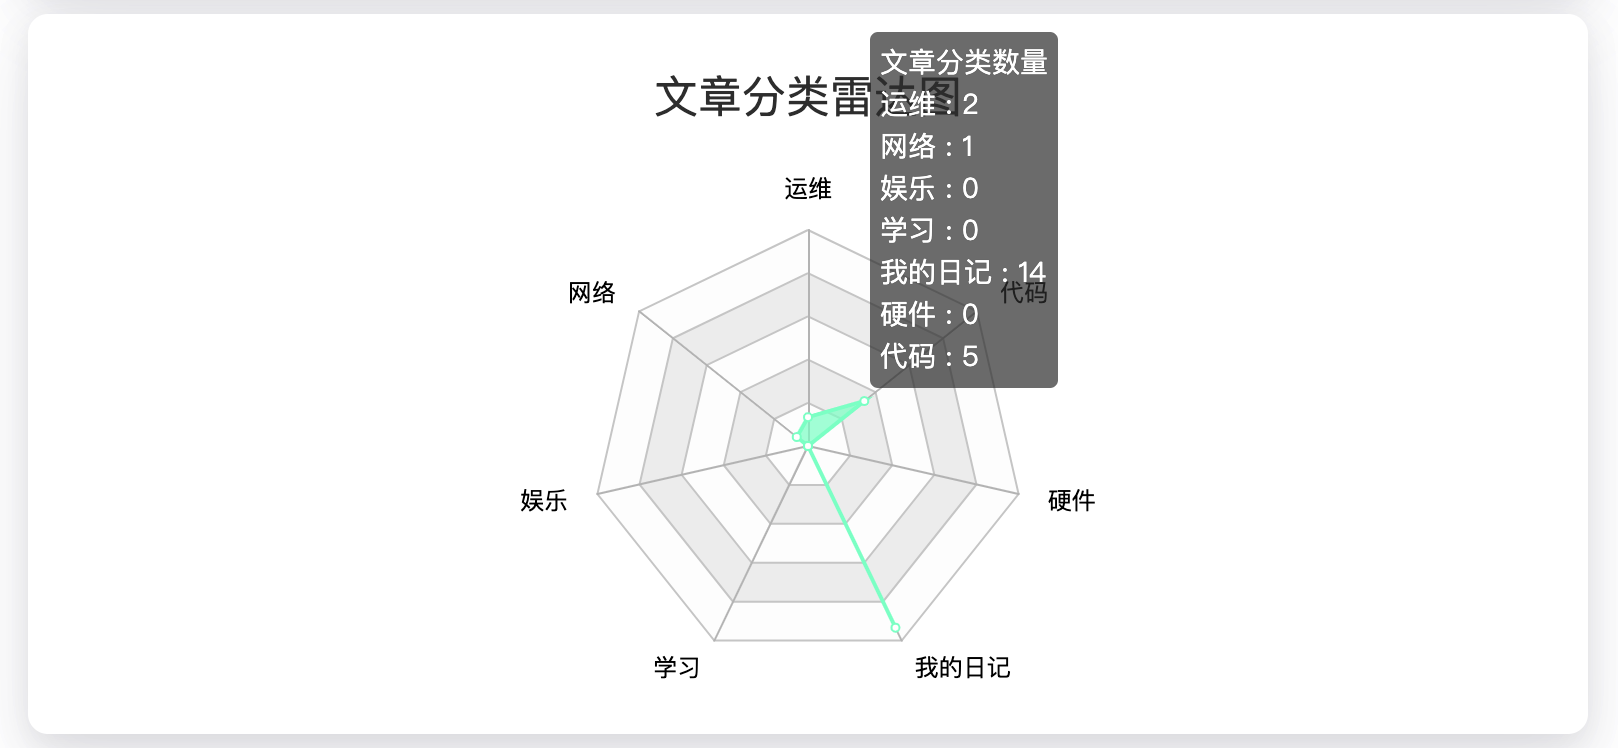 文章分类雷达图
文章分类数量
运维 : 2
网络 : 1
娱乐 : 0
学习 : 0
我的日记 : 14
硬件 : 0
代码 : 5
运维
网络
代码
娱乐
硬件
学习
我的日记